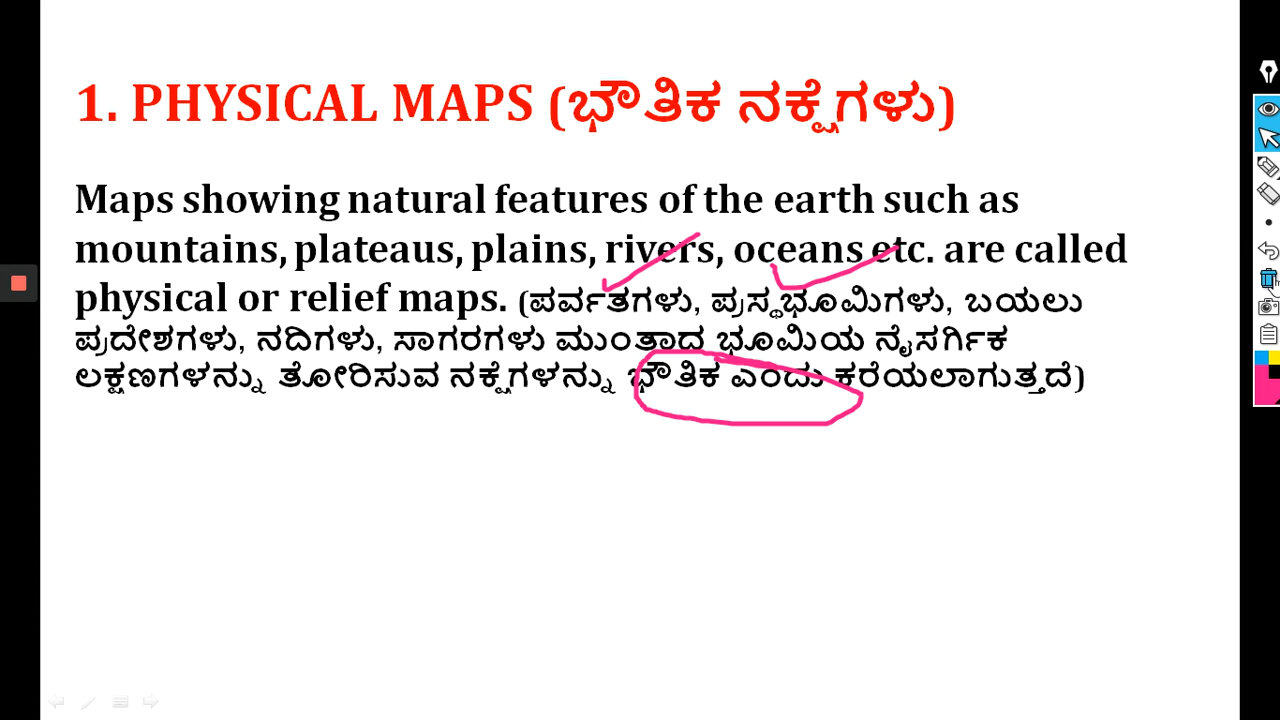 1. PHYSICAL MAPS (ಭೌತಿಕ ನಕ್ಷೆಗಳು)
Maps showing natural features of the earth such as
mountains, plateaus, plains, rivers, oceans etc. are called
physical or relief maps. (ಪರ್ವತಗಳು, ಪ್ರಸ್ಥಭೂಮಿಗಳು, ಬಯಲು
ಪ್ರದೇಶಗಳು, ನದಿಗಳು, ಸಾಗರಗಳು ಮುಂತಾದ ಭೂಮಿಯ ನೈಸರ್ಗಿಕ
ಲಕ್ಷಣಗಳನ್ನು ತೋರಿಸುವ ನಕ್ಷೆಗಳನ್ನು ಭೌತಿಕ ಎಂದು ಕರೆಯಲಾಗುತ್ತದೆ)